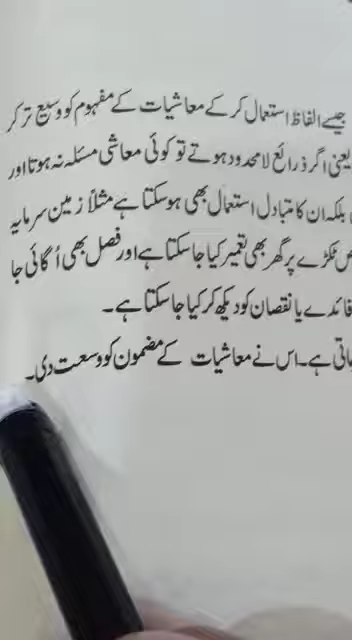 جیسے الفاظ استعمال کر کے معاشیات کے مفہوم کو وسیع تر کر
یعنی اگر ذرائع لامحدود ہوتے تو کوئی معاشی مسئلہ نہ ہوتا اور
بلکہ ان کا متبادل استعمال بھی ہو سکتا ہے مثلاً زمین سرمایہ
ٹکڑے پر گھر بھی تعمیر کیا جا سکتا ہے اور فصل بھی اُگائی جا
فائدے یا نقصان کو دیکھ کر کیا جا سکتا ہے۔
ہے۔ اس نے معاشیات کے مضمون کو وسعت دی۔